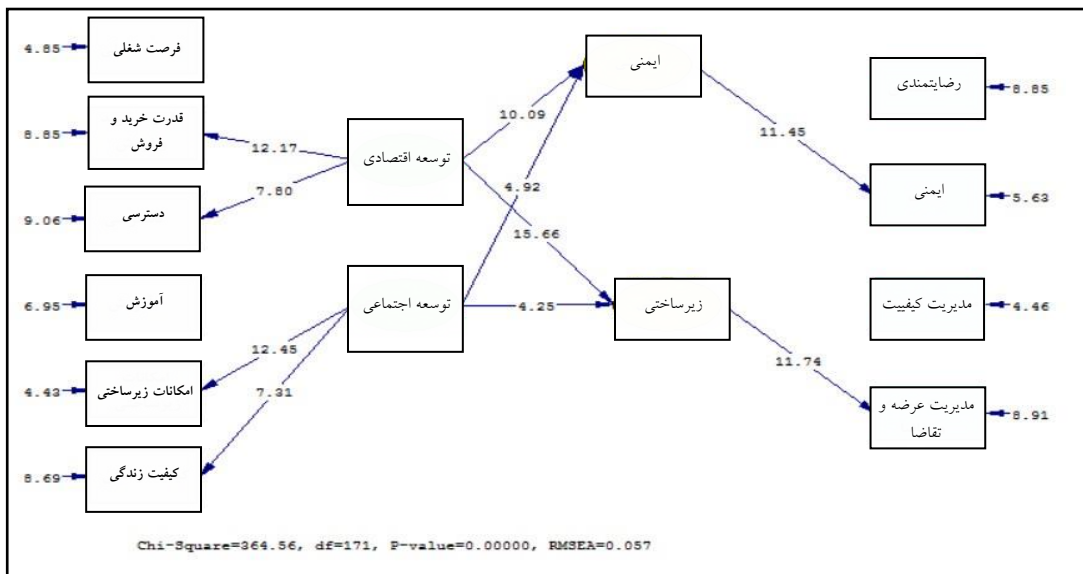 4.85
فرصت شغلی
8.85
قدرت خرید و
فروش
9.06
دسترسی
6.95
آموزش
4.43
امکانات زیرساختی
8.69
کیفیت زندگی
12.17
7.80
12.45
7.31
توسعه اقتصادی
توسعه اجتماعی
10.09
4.92
15.66
4.25
ایمنی
زیرساختی
11.45
11.74
رضایتمندی
8.85
ایمنی
5.63
مدیریت کیفییت
4.46
مدیریت عرضه و
تقاضا
8.91
Chi-Square=364.56, df=171, P-value=0.00000, RMSEA=0.057